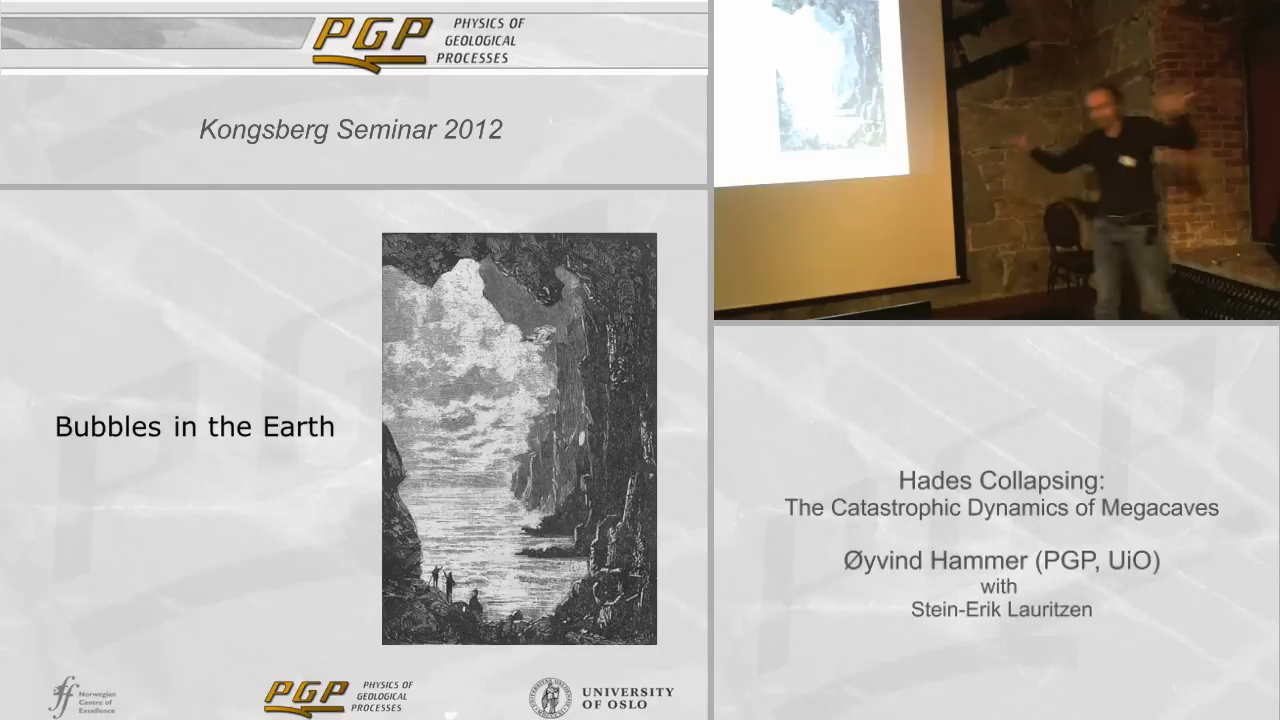 PGP
PHYSICS OF
GEOLOGICAL
PROCESSES
Kongsberg Seminar 2012
Bubbles in the Earth
Hades Collapsing:
The Catastrophic Dynamics of Megacaves
Øyvind Hammer (PGP, UiO)
with
Stein-Erik Lauritzen
Norwegian
Centre of
Excellence
PGP
PHYSICS OF
GEOLOGICAL
PROCESSES
UNIVERSITY
OF OSLO